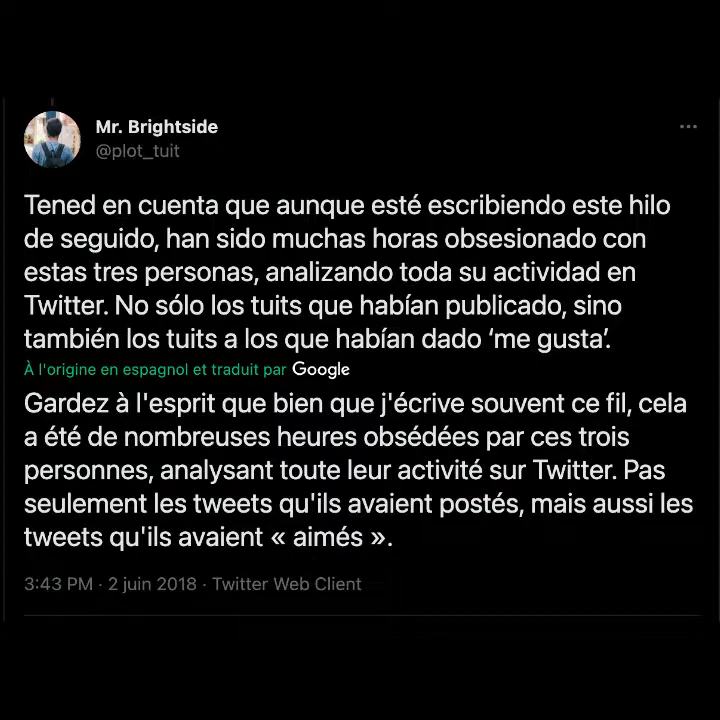 Mr. Brightside
@plot_tuit
Tened en cuenta que aunque esté escribiendo este hilo
de seguido, han sido muchas horas obsesionado con
estas tres personas, analizando toda su actividad en
Twitter. No sólo los tuits que habían publicado, sino
también los tuits a los que habían dado ‘me gusta’.
À l'origine en espagnol et traduit par Google
Gardez à l'esprit que bien que j'écrive souvent ce fil, cela
a été de nombreuses heures obsédées par ces trois
personnes, analysant toute leur activité sur Twitter. Pas
seulement les tweets qu'ils avaient postés, mais aussi les
tweets qu'ils avaient « aimés ».
3:43 PM · 2 juin 2018 · Twitter Web Client